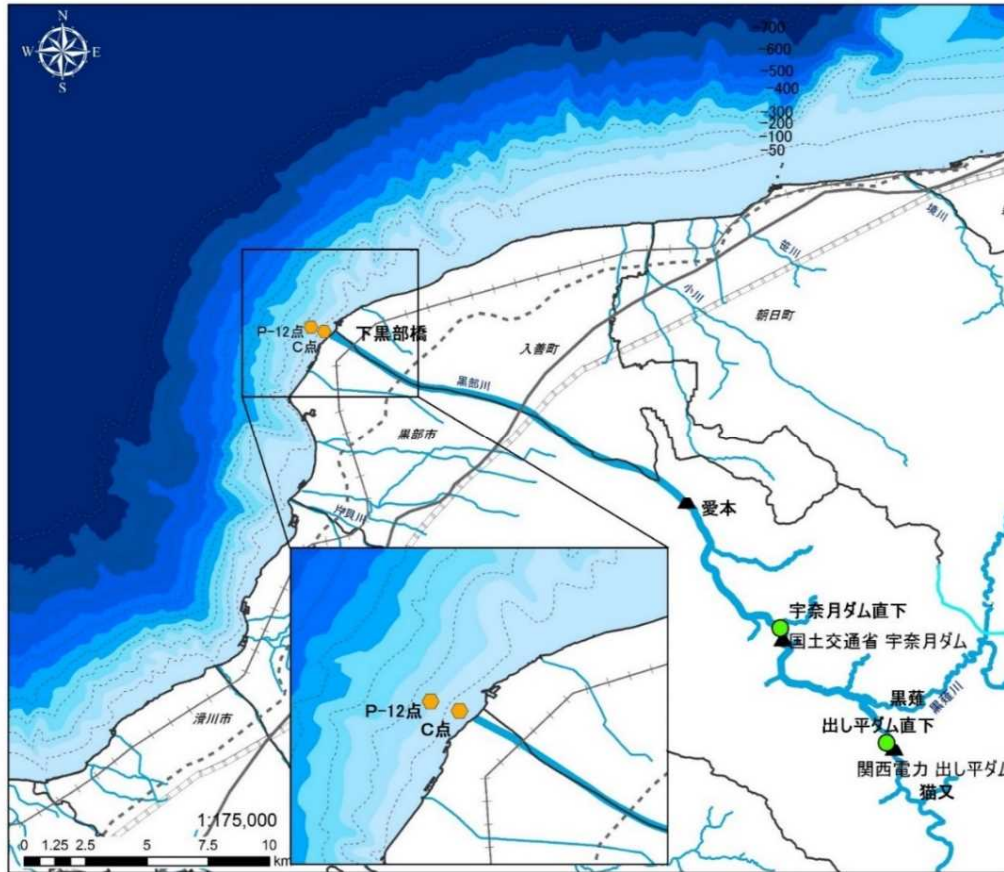 N
W E
S
-700
-600
-500
-400
-300
-200
-100
-50
境川
笹川
小川
朝日町
入善町
下黒部橋
P-12点
C点
黒部川
黒部市
片貝川
愛本
宇奈月ダム直下
国土交通省 宇奈月ダム
黒薙
黒薙川
出し平ダム直下
関西電力 出し平ダム
猫又
滑川市
P-12点
C点
1:175,000
0 1.25 2.5 5 7.5 10
km